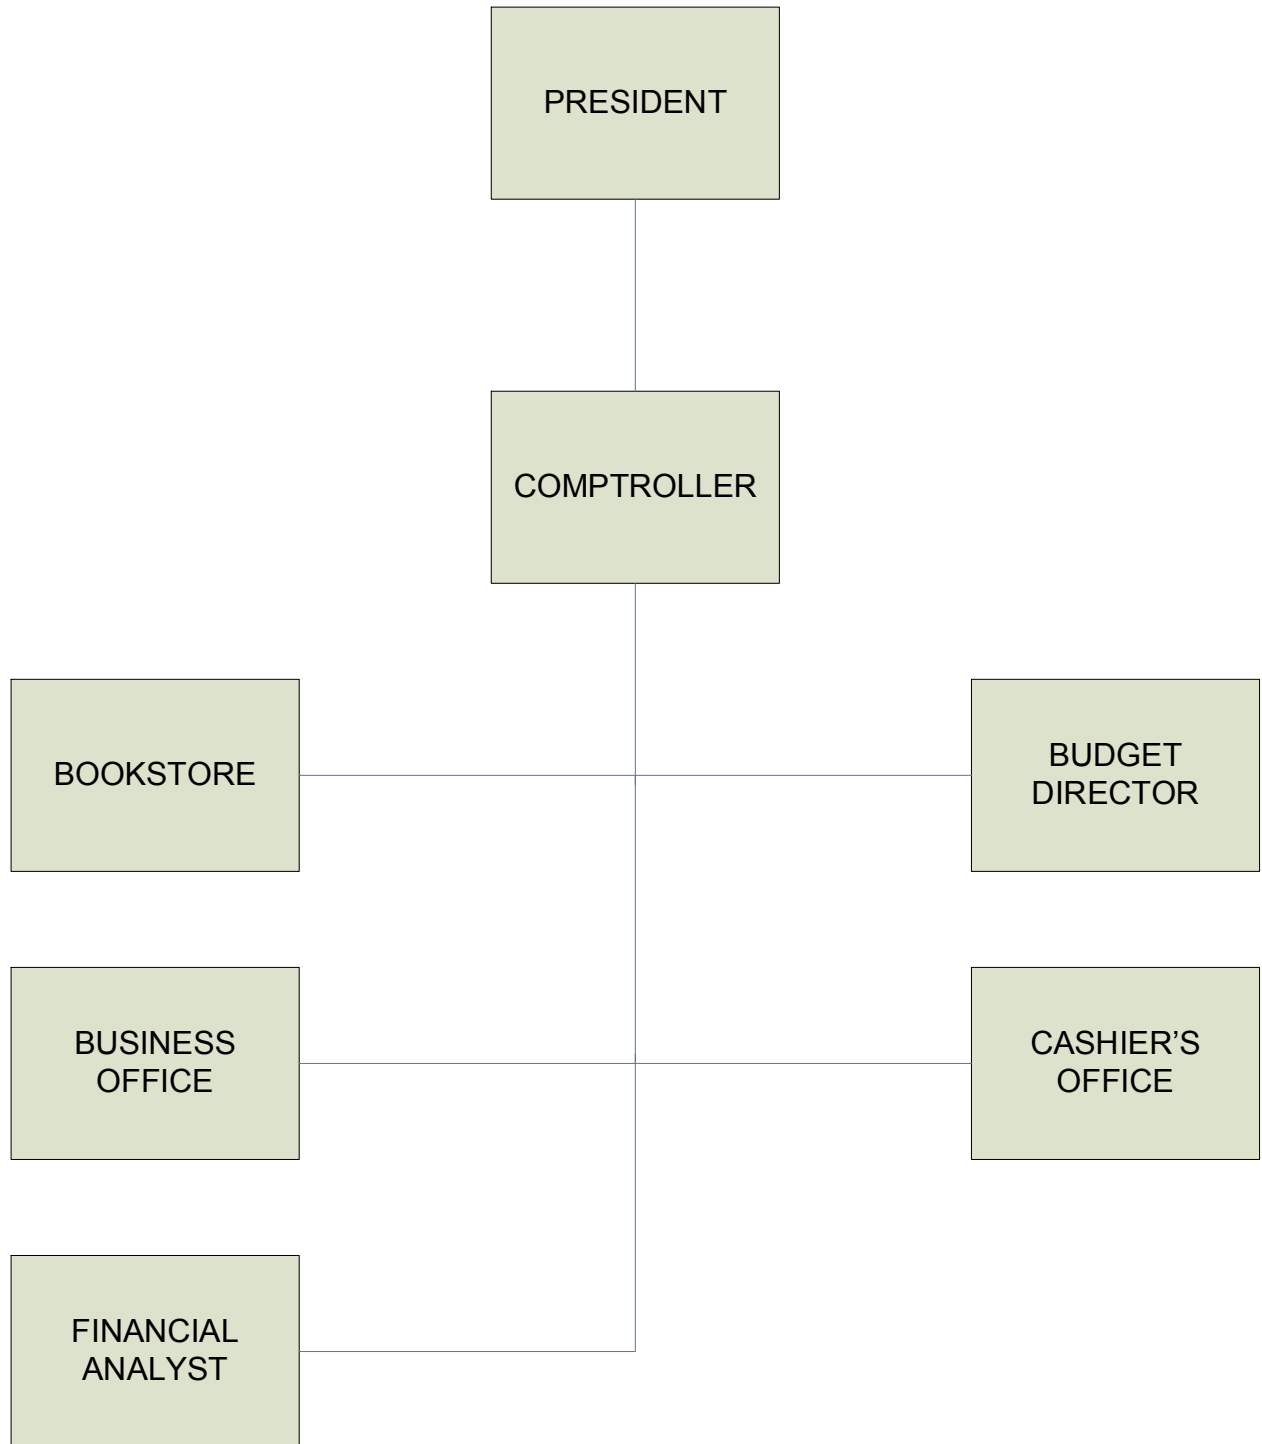 PRESIDENT
COMPTROLLER
BOOKSTORE
BUDGET
DIRECTOR
BUSINESS
OFFICE
CASHIER’S
OFFICE
FINANCIAL
ANALYST